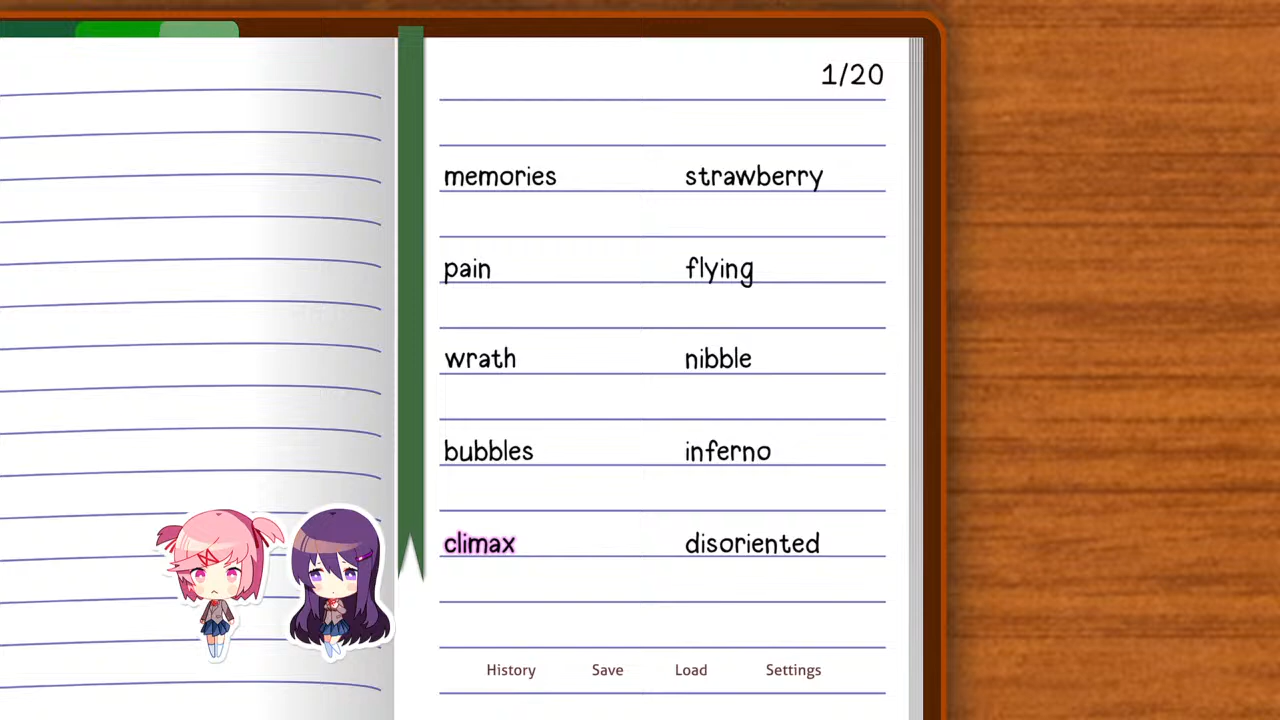 1/20
memories strawberry
pain flying
wrath nibble
bubbles inferno
climax disoriented
History Save Load Settings